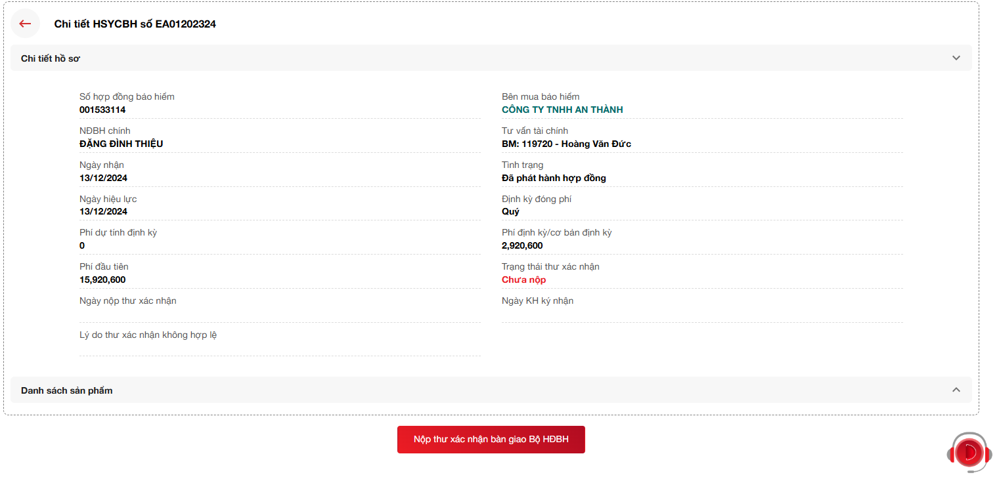 Chi tiết HSYCBH số EA01202324
Chi tiết hồ sơ
Số hợp đồng bảo hiểm
001533114
Bên mua bảo hiểm
CÔNG TY TNHH AN THÀNH
NĐBH chính
ĐẶNG ĐÌNH THIỆU
Tư vấn tài chính
BM: 119720 - Hoàng Văn Đức
Ngày nhận
13/12/2024
Tình trạng
Đã phát hành hợp đồng
Ngày hiệu lực
13/12/2024
Định kỳ đóng phí
Quý
Phí dự tính định kỳ
0
Phí định kỳ/cơ bản định kỳ
2,920,600
Phí đầu tiên
15,920,600
Trạng thái thư xác nhận
Chưa nộp
Ngày nộp thư xác nhận
Ngày KH ký nhận
Lý do thư xác nhận không hợp lệ
Danh sách sản phẩm
Nộp thư xác nhận bàn giao Bộ HĐBH